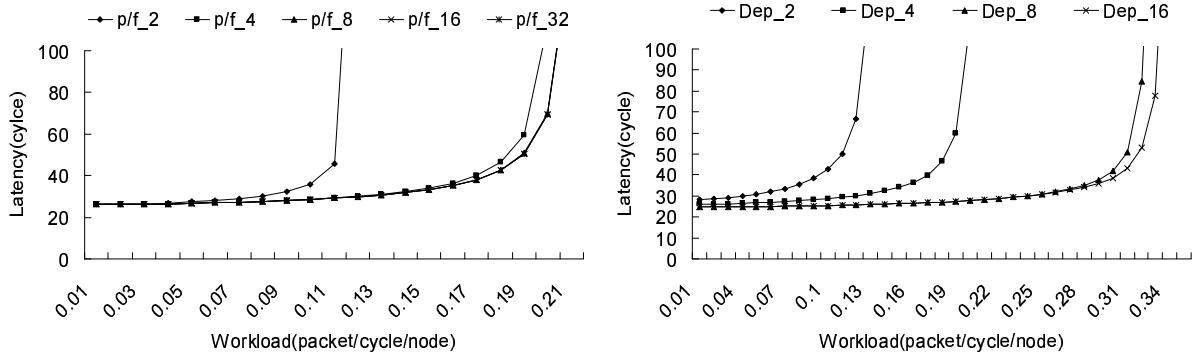 p/f_2 p/f_4 p/f_8 p/f_16 p/f_32
100
80
60
40
20
0
Latency(cylce)
0.01 0.03 0.05 0.07 0.09 0.11 0.13 0.15 0.17 0.19 0.21
Workload(packet/cycle/node)
Dep_2 Dep_4 Dep_8 Dep_16
100
90
80
70
60
50
40
30
20
10
0
Latency(cycle)
0.01 0.04 0.07 0.1 0.13 0.16 0.19 0.22 0.25 0.28 0.31 0.34
Workload(packet/cycle/node)